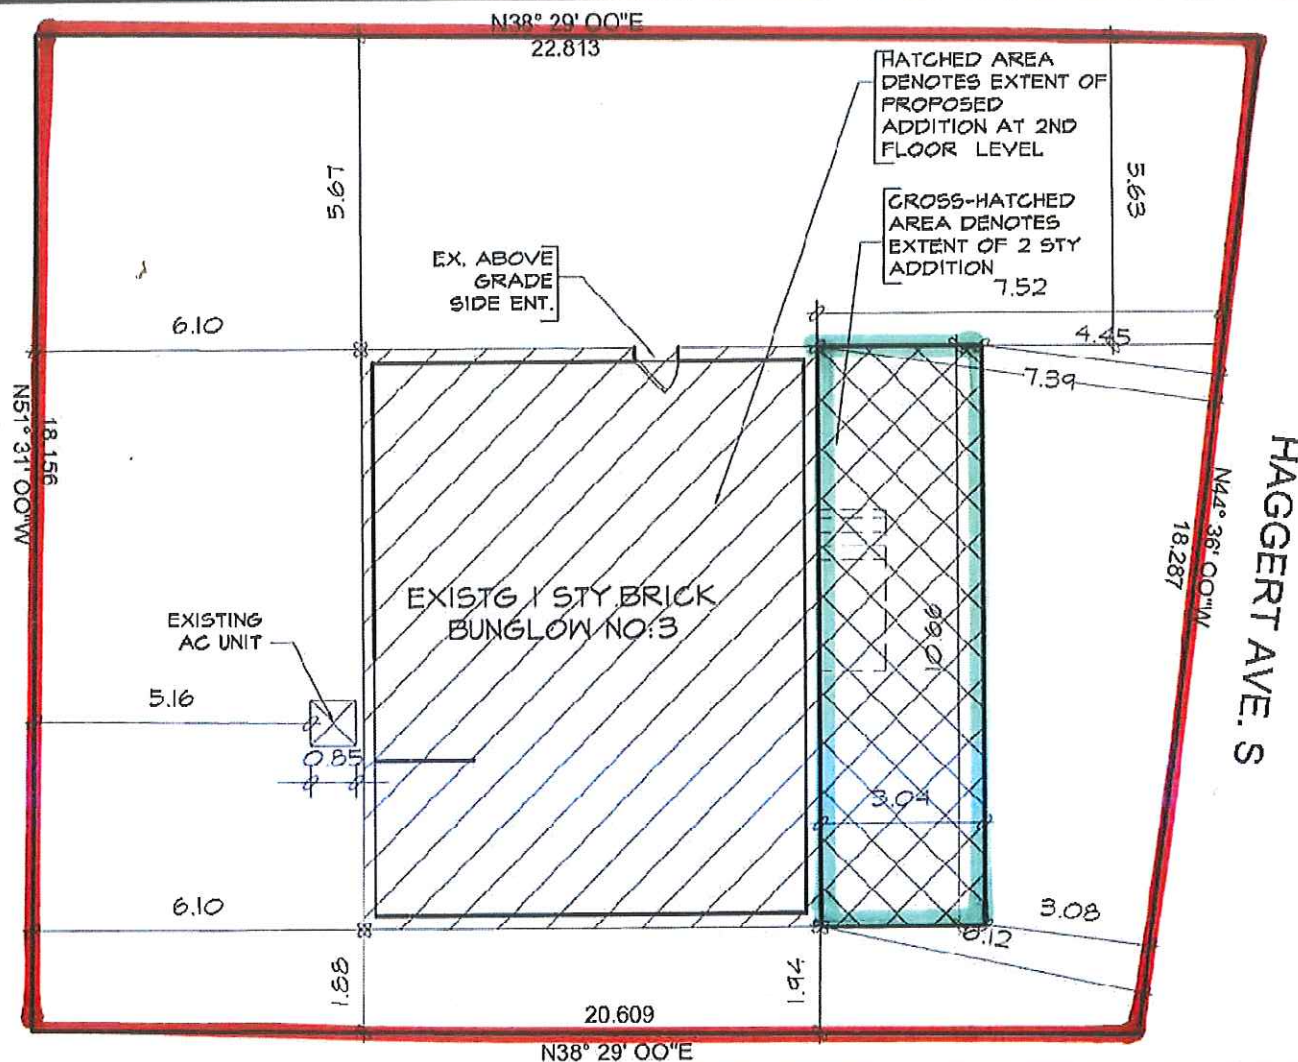 N38° 29' 00"E
22.813
HATCHED AREA
DENOTES EXTENT OF
PROPOSED
ADDITION AT 2ND
FLOOR LEVEL
5.67
5.63
CROSS-HATCHED
AREA DENOTES
EXTENT OF 2 STY
ADDITION
EX. ABOVE
GRADE
SIDE ENT.
7.52
6.10
4.45
7.39
N51° 31' 00"W
18.156
HAGGERT AVE. S
N44° 36' 00"W
18.287
EXIST'G 1 STY BRICK
BUNGLOW NO:3
10.66
EXISTING
AC UNIT
5.16
0.85
3.04
6.10
3.08
6.12
1.88
1.94
20.609
N38° 29' 00"E